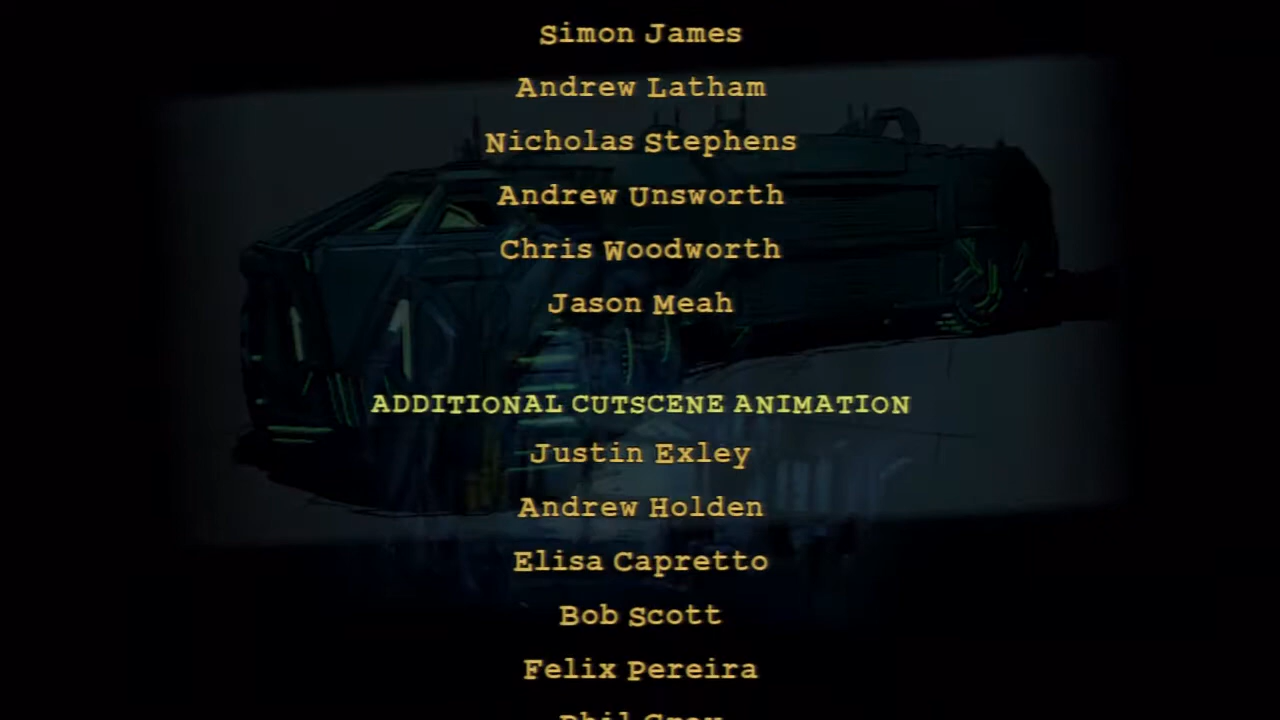 Simon James
Andrew Latham
Nicholas Stephens
Andrew Unsworth
Chris Woodworth
Jason Meah
ADDITIONAL CUTSCENE ANIMATION
Justin Exley
Andrew Holden
Elisa Capretto
Bob Scott
Felix Pereira